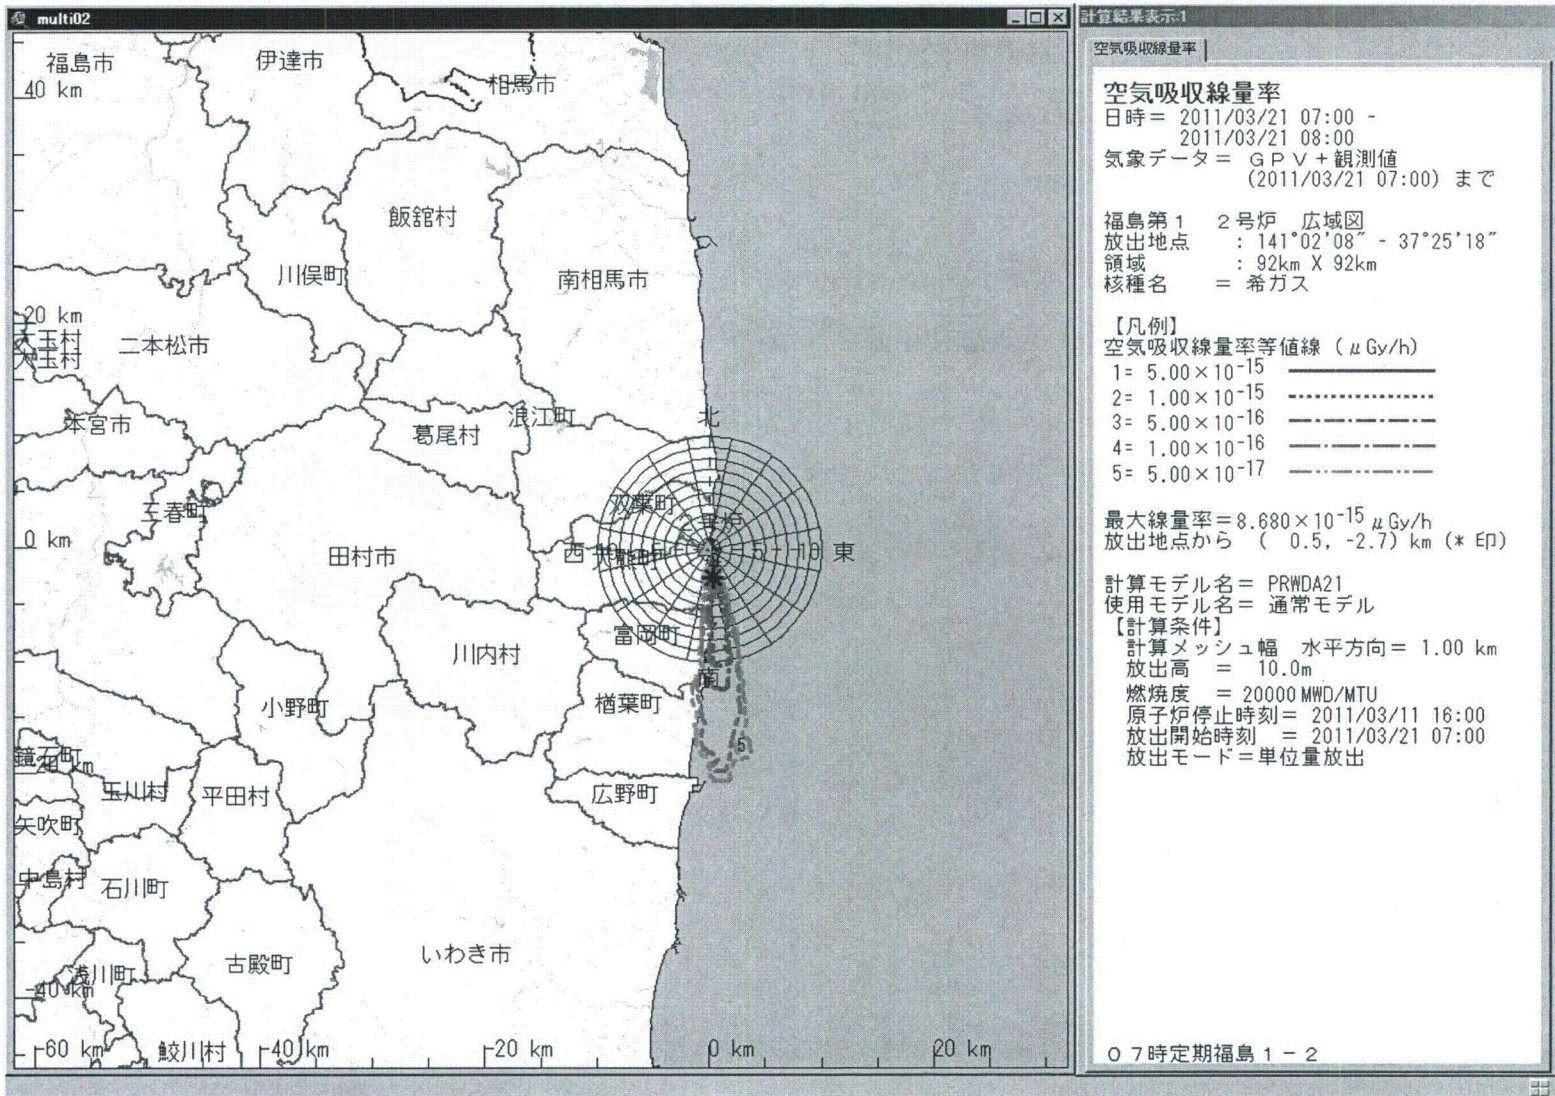 multi02
福島市
伊達市
相馬市
40 km
飯舘村
川俣町
南相馬市
20 km
大玉村
大玉村
二本松市
本宮市
浪江町
北
葛尾村
三春町
双葉町
0 km
田村市
西
東
富岡町
川内村
南
小野町
楢葉町
5
鏡石町
玉川村
平田村
広野町
矢吹町
中島村
石川町
いわき市
古殿町
浅川町
-40 km
鮫川村
-60 km
-40 km
-20 km
0 km
20 km
計算結果表示:1
空気吸収線量率
空気吸収線量率
日時= 2011/03/21 07:00 -
2011/03/21 08:00
気象データ= GPV+観測値
(2011/03/21 07:00) まで
福島第1 2号炉 広域図
放出地点 : 141°02'08" - 37°25'18"
領域 : 92km X 92km
核種名 = 希ガス
【凡例】
空気吸収線量率等値線 (μGy/h)
1= 5.00×10⁻¹⁵
2= 1.00×10⁻¹⁵
3= 5.00×10⁻¹⁶
4= 1.00×10⁻¹⁶
5= 5.00×10⁻¹⁷
最大線量率=8.680×10⁻¹⁵μGy/h
放出地点から ( 0.5, -2.7) km (* 印)
計算モデル名= PRWDA21
使用モデル名= 通常モデル
【計算条件】
計算メッシュ幅 水平方向= 1.00 km
放出高 = 10.0m
燃焼度 = 20000MWD/MTU
原子炉停止時刻= 2011/03/11 16:00
放出開始時刻 = 2011/03/21 07:00
放出モード=単位量放出
07時定期福島1-2